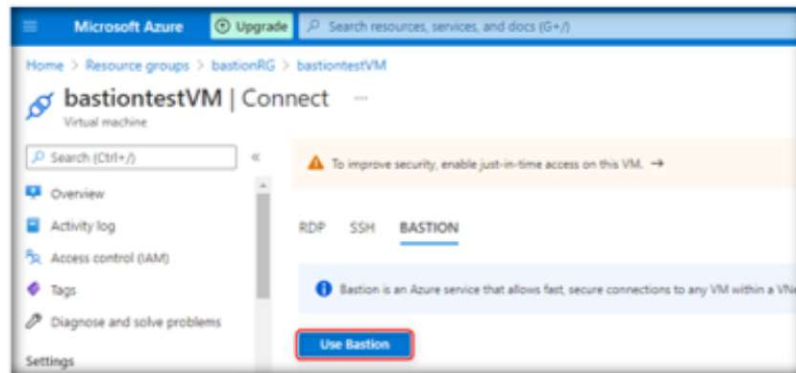 Microsoft Azure Upgrade Search resources, services, and docs (G+/)
Home > Resource groups > bastionRG > bastiontestVM
bastiontestVM | Connect ...
Virtual machine
Search (Ctrl+/) «
To improve security, enable just-in-time access on this VM. →
Overview
Activity log
RDP SSH BASTION
Access control (IAM)
Tags
Bastion is an Azure service that allows fast, secure connections to any VM within a VNe
Diagnose and solve problems
Use Bastion
Settings